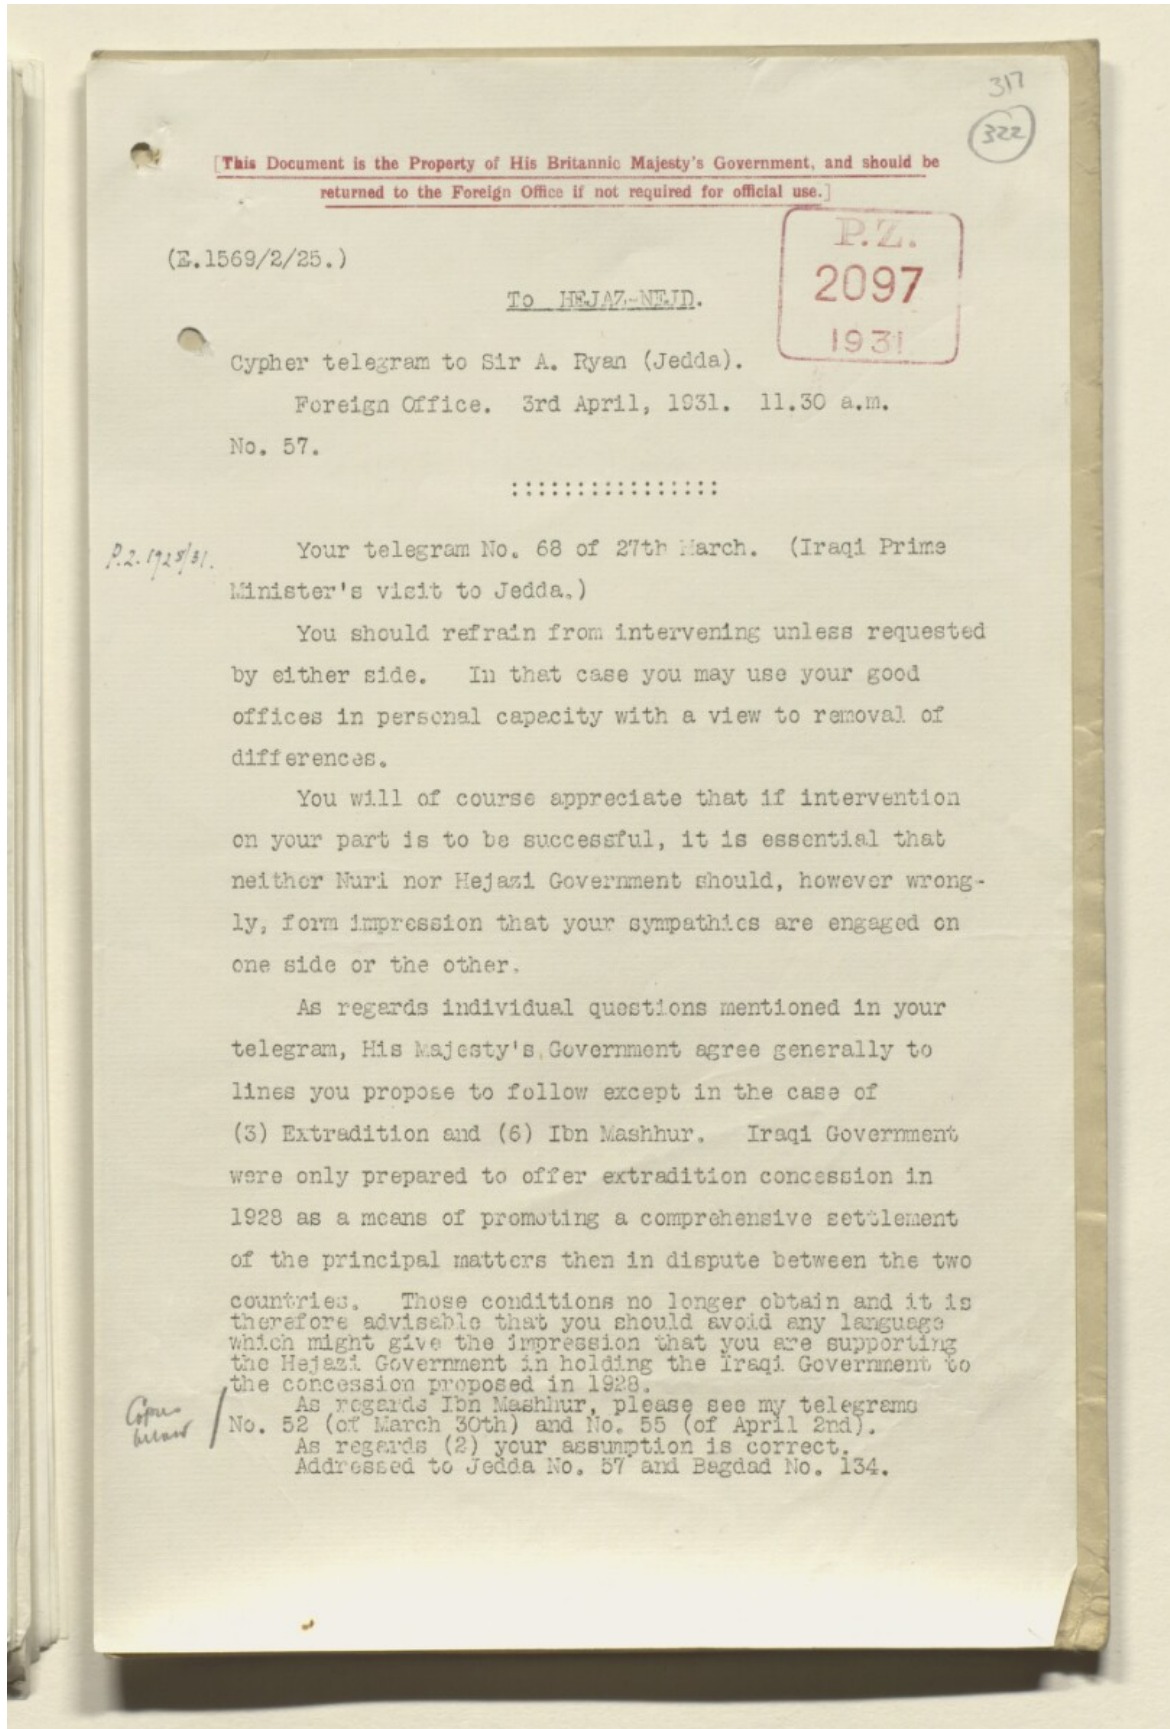 317
322
[This Document is the Property of His Britannic Majesty's Government, and should be
returned to the Foreign Office if not required for official use.]
P.Z.
2097
1931
(E.1569/2/25.)
To HEJAZ-NEJD.
Cypher telegram to Sir A. Ryan (Jedda).
Foreign Office. 3rd April, 1931. 11.30 a.m.
No. 57.
::::::::::::::::
P.Z. 1928/31.
Your telegram No. 68 of 27th March. (Iraqi Prime
Minister's visit to Jedda.)
You should refrain from intervening unless requested
by either side. In that case you may use your good
offices in personal capacity with a view to removal of
differences.
You will of course appreciate that if intervention
on your part is to be successful, it is essential that
neither Nuri nor Hejazi Government should, however wrong-
ly, form impression that your sympathies are engaged on
one side or the other.
As regards individual questions mentioned in your
telegram, His Majesty's Government agree generally to
lines you propose to follow except in the case of
(3) Extradition and (6) Ibn Mashhur. Iraqi Government
were only prepared to offer extradition concession in
1928 as a means of promoting a comprehensive settlement
of the principal matters then in dispute between the two
countries. Those conditions no longer obtain and it is
therefore advisable that you should avoid any language
which might give the impression that you are supporting
the Hejazi Government in holding the Iraqi Government to
the concession proposed in 1928.
As regards Ibn Mashhur, please see my telegrams
No. 52 (of March 30th) and No. 55 (of April 2nd).
As regards (2) your assumption is correct.
Addressed to Jedda No. 57 and Bagdad No. 134.
Copies